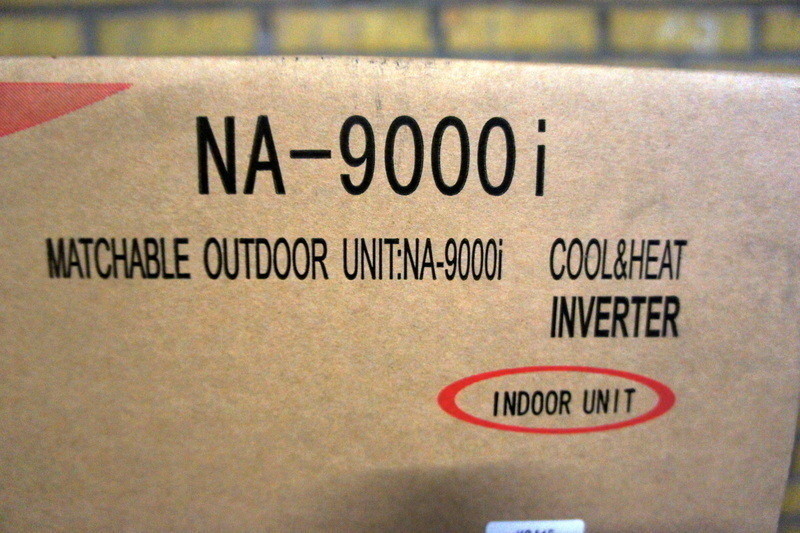 NA-9000i
MATCHABLE OUTDOOR UNIT:NA-9000i COOL&HEAT
INVERTER
INDOOR UNIT